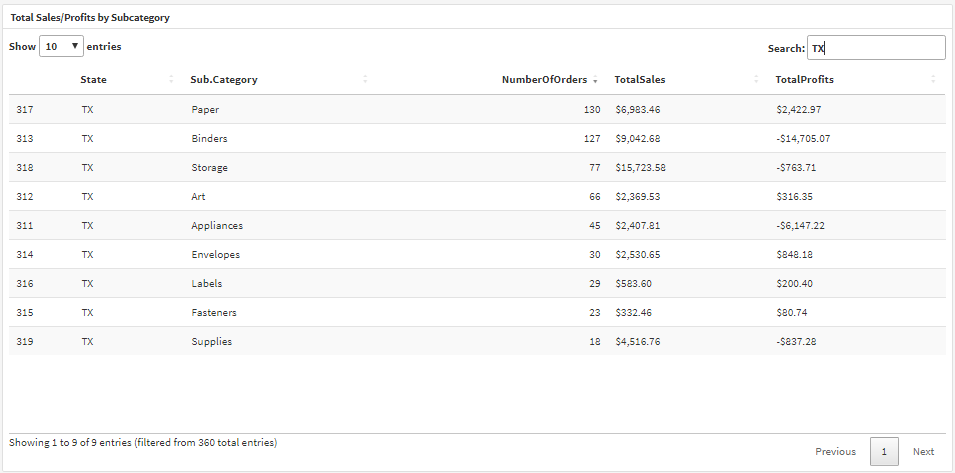 Total Sales/Profits by Subcategory
Show 10 entries Search: TX
State Sub.Category NumberOfOrders TotalSales TotalProfits
317 TX Paper 130 $6,983.46 $2,422.97
313 TX Binders 127 $9,042.68 -$14,705.07
318 TX Storage 77 $15,723.58 -$763.71
312 TX Art 66 $2,369.53 $316.35
311 TX Appliances 45 $2,407.81 -$6,147.22
314 TX Envelopes 30 $2,530.65 $848.18
316 TX Labels 29 $583.60 $200.40
315 TX Fasteners 23 $332.46 $80.74
319 TX Supplies 18 $4,516.76 -$837.28
Showing 1 to 9 of 9 entries (filtered from 360 total entries)
Previous 1 Next